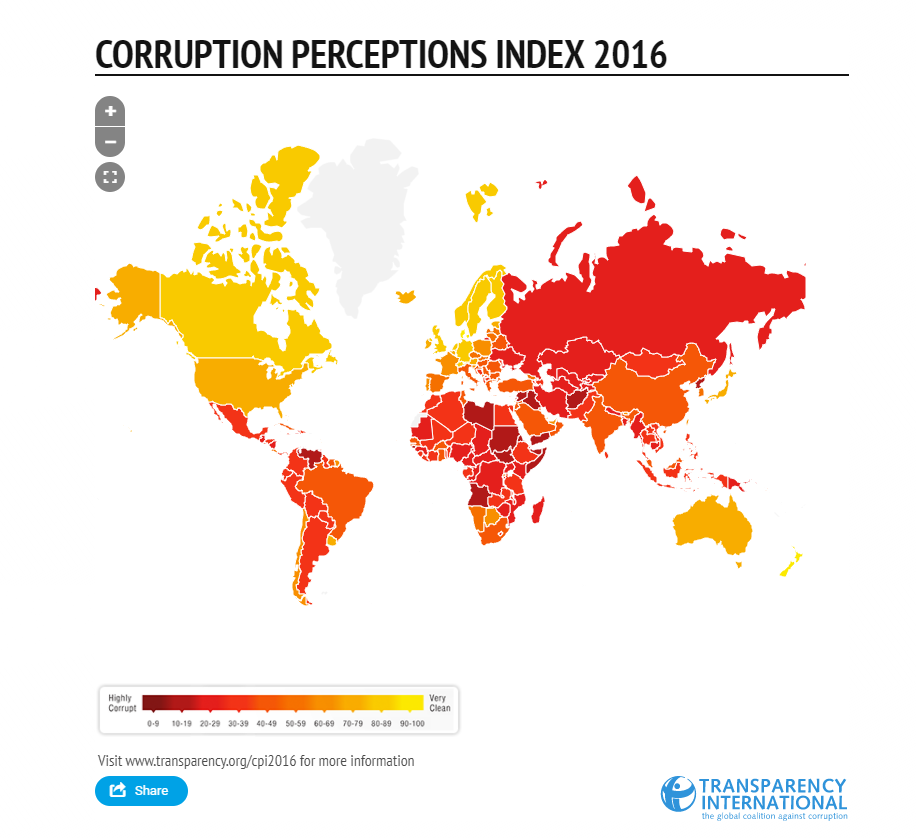 CORRUPTION PERCEPTIONS INDEX 2016
Highly Corrupt
Very Clean
0-9 10-19 20-29 30-39 40-49 50-59 60-69 70-79 80-89 90-100
Visit www.transparency.org/cpi2016 for more information
Share
TRANSPARENCY
INTERNATIONAL
the global coalition against corruption